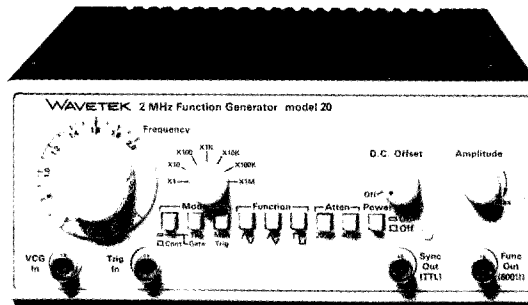 WAVETEK 2 MHz Function Generator model 20
Frequency
X1
X10
X100
X1K
X10K
X100K
X1M
D.C. Offset
Amplitude
Off
Mode
Function
Atten
Power
Off
Cont
Gate
Trig
VCG
In
Trig
In
Sync
Out
(TTL)
Func
Out
(600Ω)